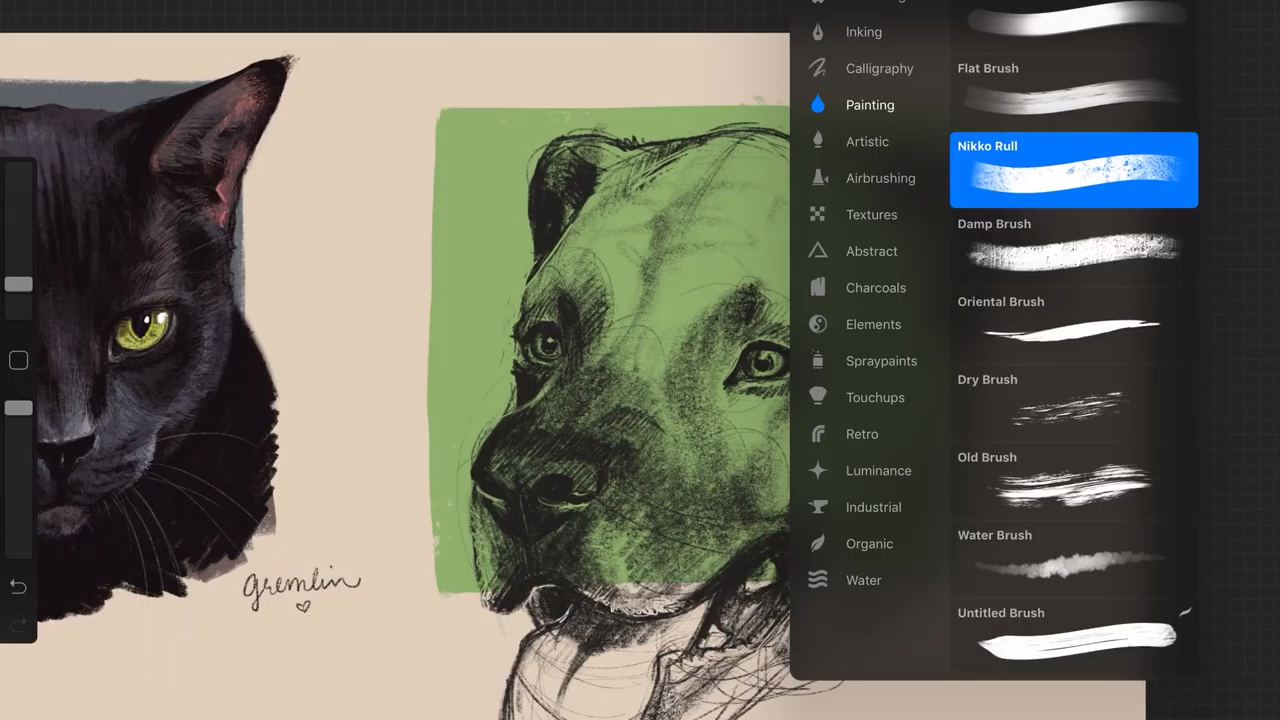 gremlin
Inking
Calligraphy
Painting
Artistic
Airbrushing
Textures
Abstract
Charcoals
Elements
Spraypaints
Touchups
Retro
Luminance
Industrial
Organic
Water
Flat Brush
Nikko Rull
Damp Brush
Oriental Brush
Dry Brush
Old Brush
Water Brush
Untitled Brush